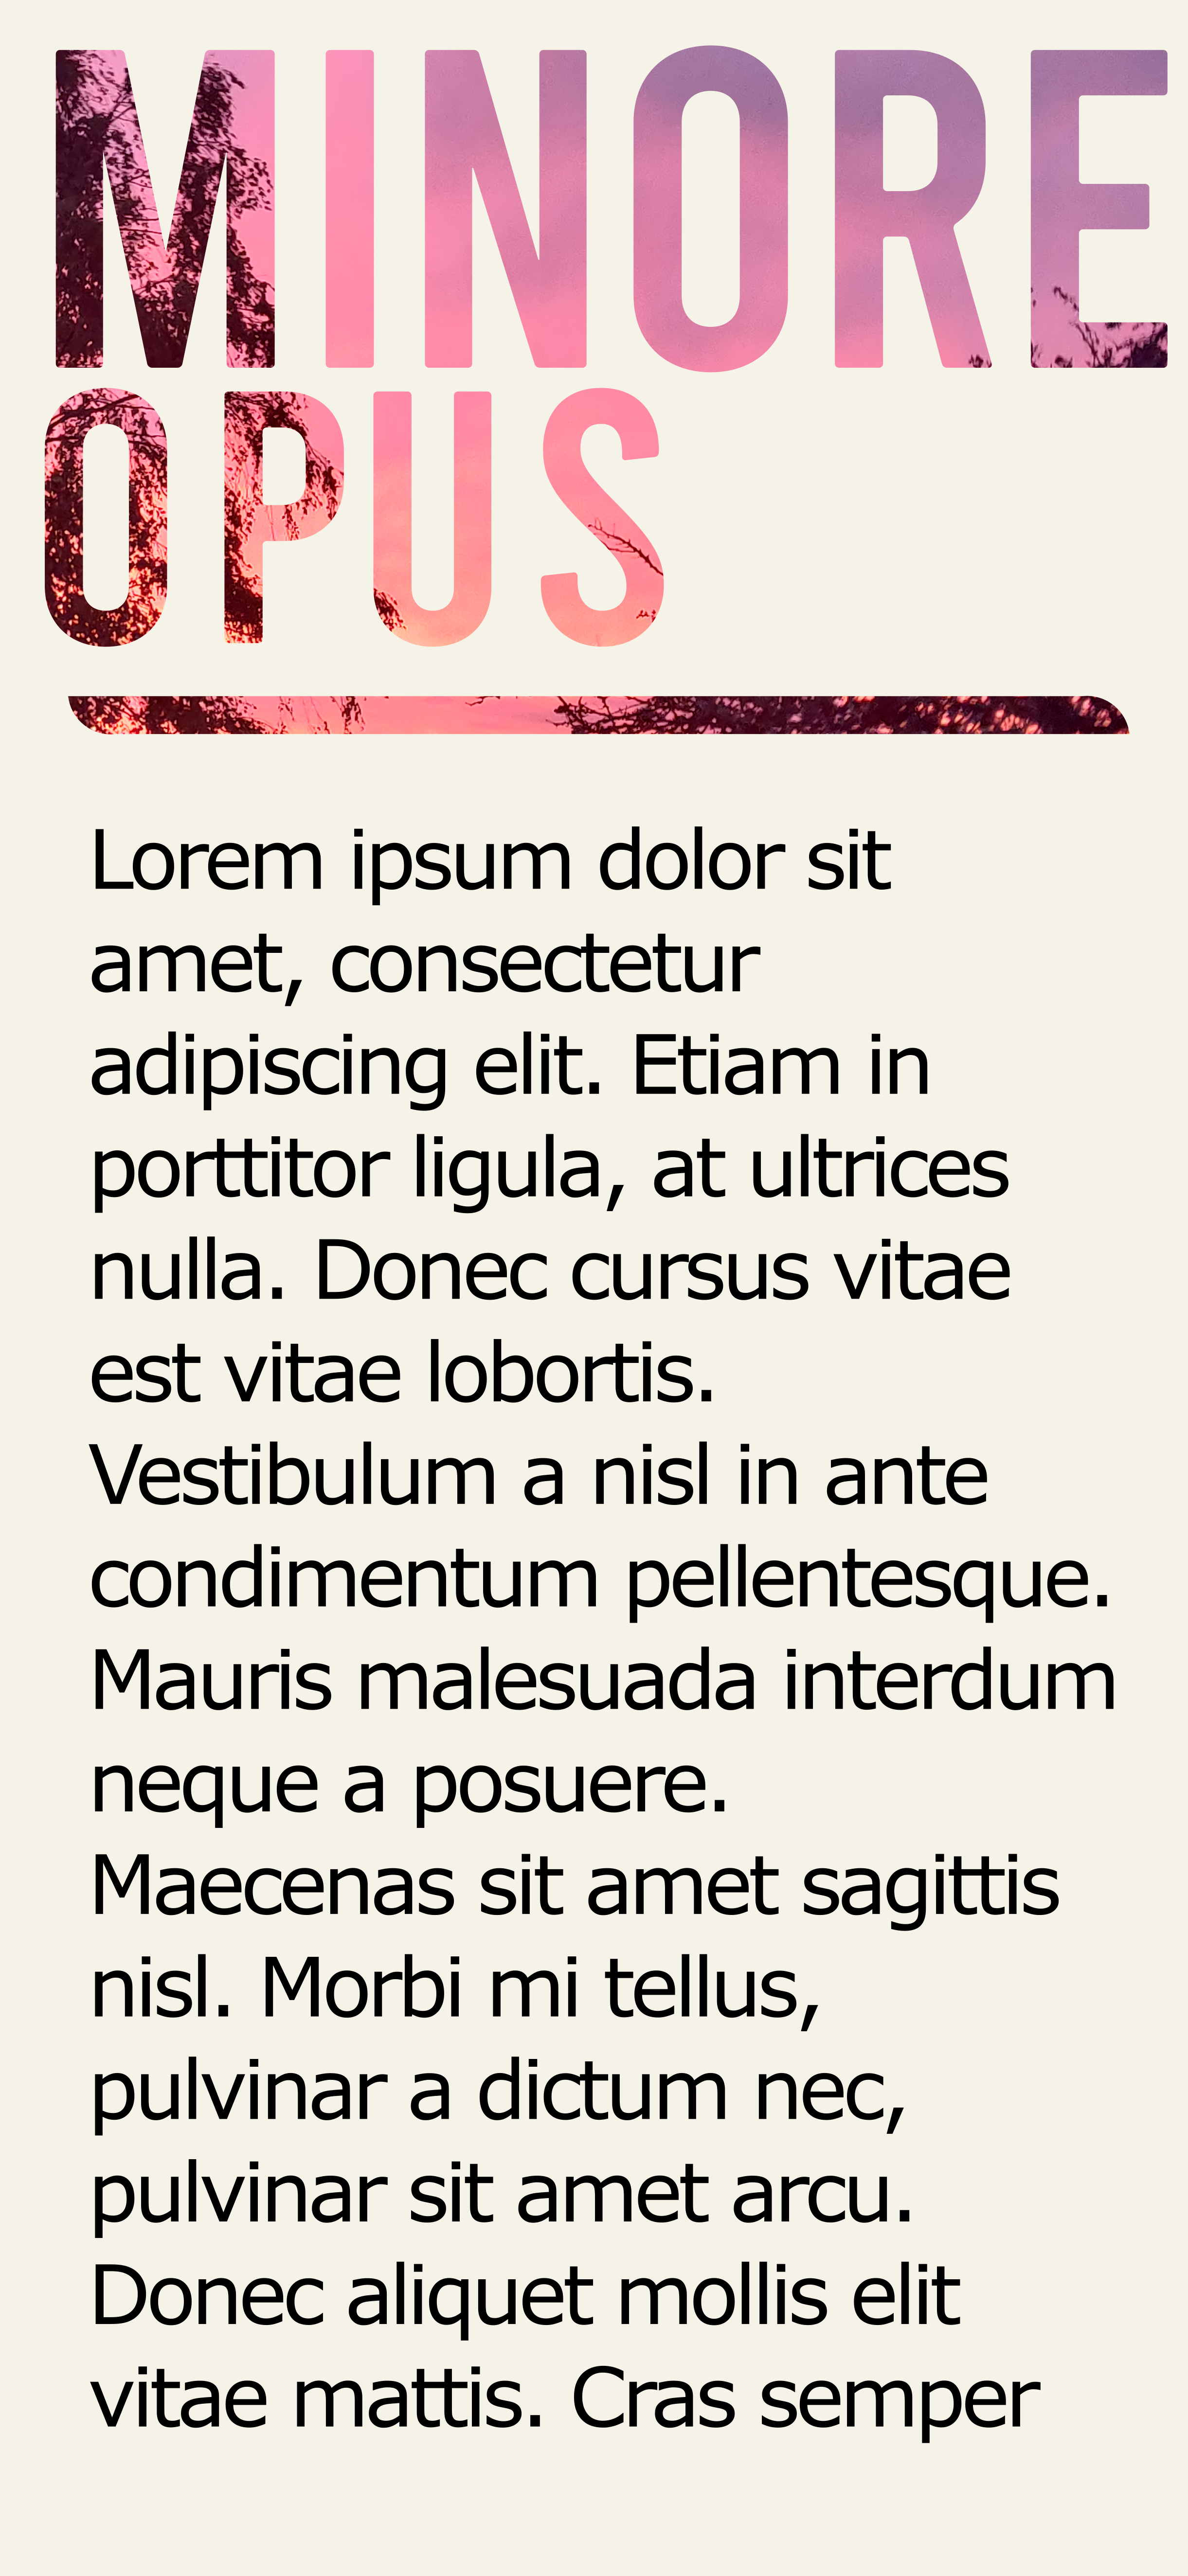 MINORE
OPUS
Lorem ipsum dolor sit
amet, consectetur
adipiscing elit. Etiam in
porttitor ligula, at ultrices
nulla. Donec cursus vitae
est vitae lobortis.
Vestibulum a nisl in ante
condimentum pellentesque.
Mauris malesuada interdum
neque a posuere.
Maecenas sit amet sagittis
nisl. Morbi mi tellus,
pulvinar a dictum nec,
pulvinar sit amet arcu.
Donec aliquet mollis elit
vitae mattis. Cras semper